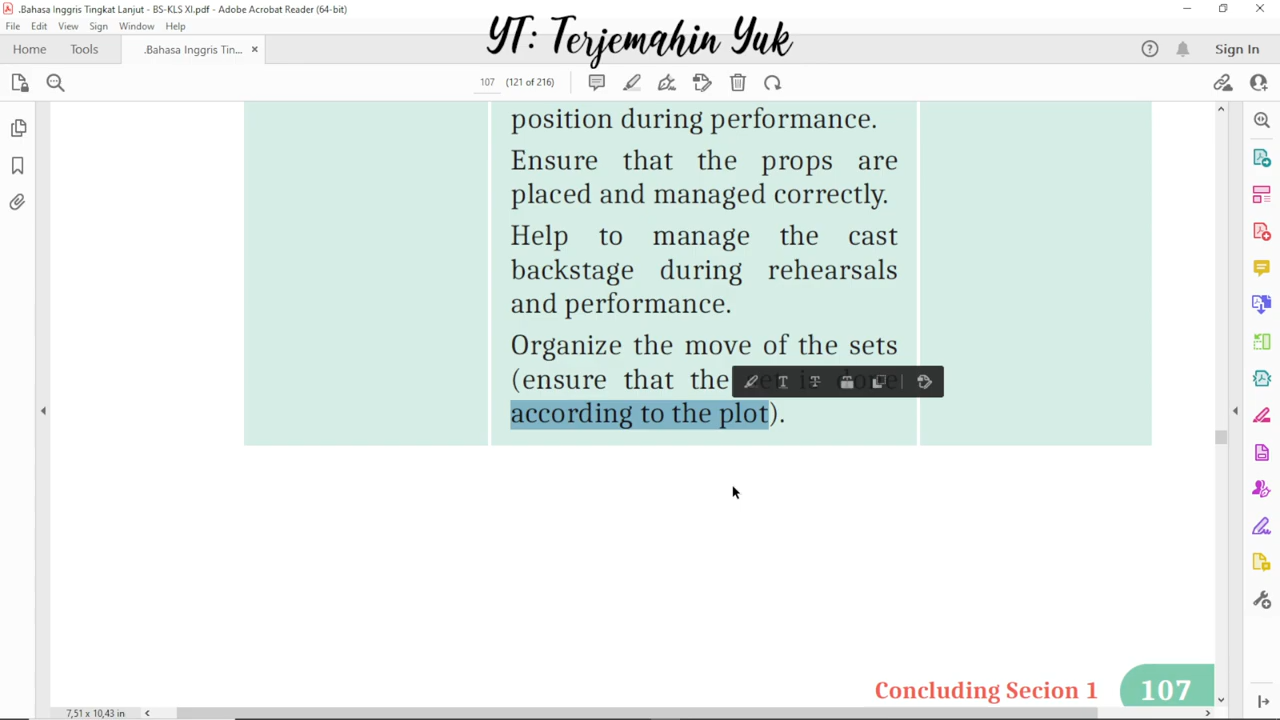 .Bahasa Inggris Tingkat Lanjut - BS-KLS XI.pdf - Adobe Acrobat Reader (64-bit)
File Edit View Sign Window Help
YT: Terjemahin Yuk
Home Tools .Bahasa Inggris Tin... × Sign In
107 (121 of 216)
position during performance.
Ensure that the props are
placed and managed correctly.
Help to manage the cast
backstage during rehearsals
and performance.
Organize the move of the sets
(ensure that the set is done
according to the plot).
Concluding Secion 1 107
7,51 x 10,43 in